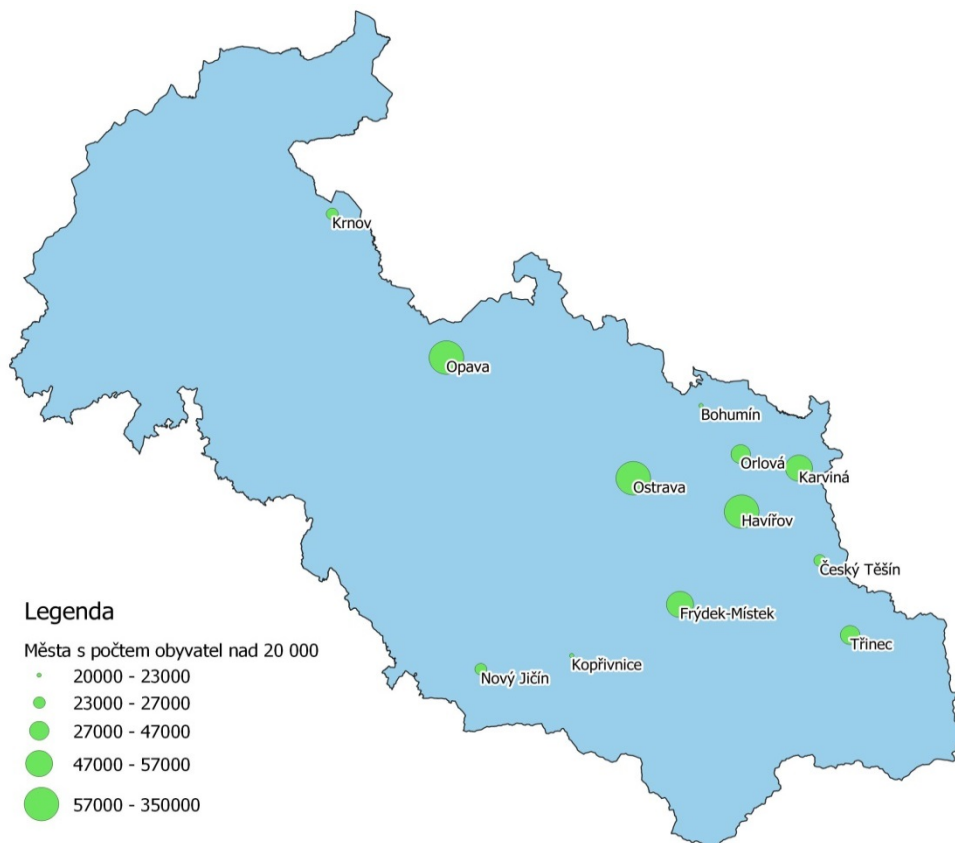 Krnov
Opava
Bohumín
Orlová
Karviná
Ostrava
Havířov
Český Těšín
Frýdek-Místek
Třinec
Kopřivnice
Nový Jičín
Legenda
Města s počtem obyvatel nad 20 000
20000 - 23000
23000 - 27000
27000 - 47000
47000 - 57000
57000 - 350000